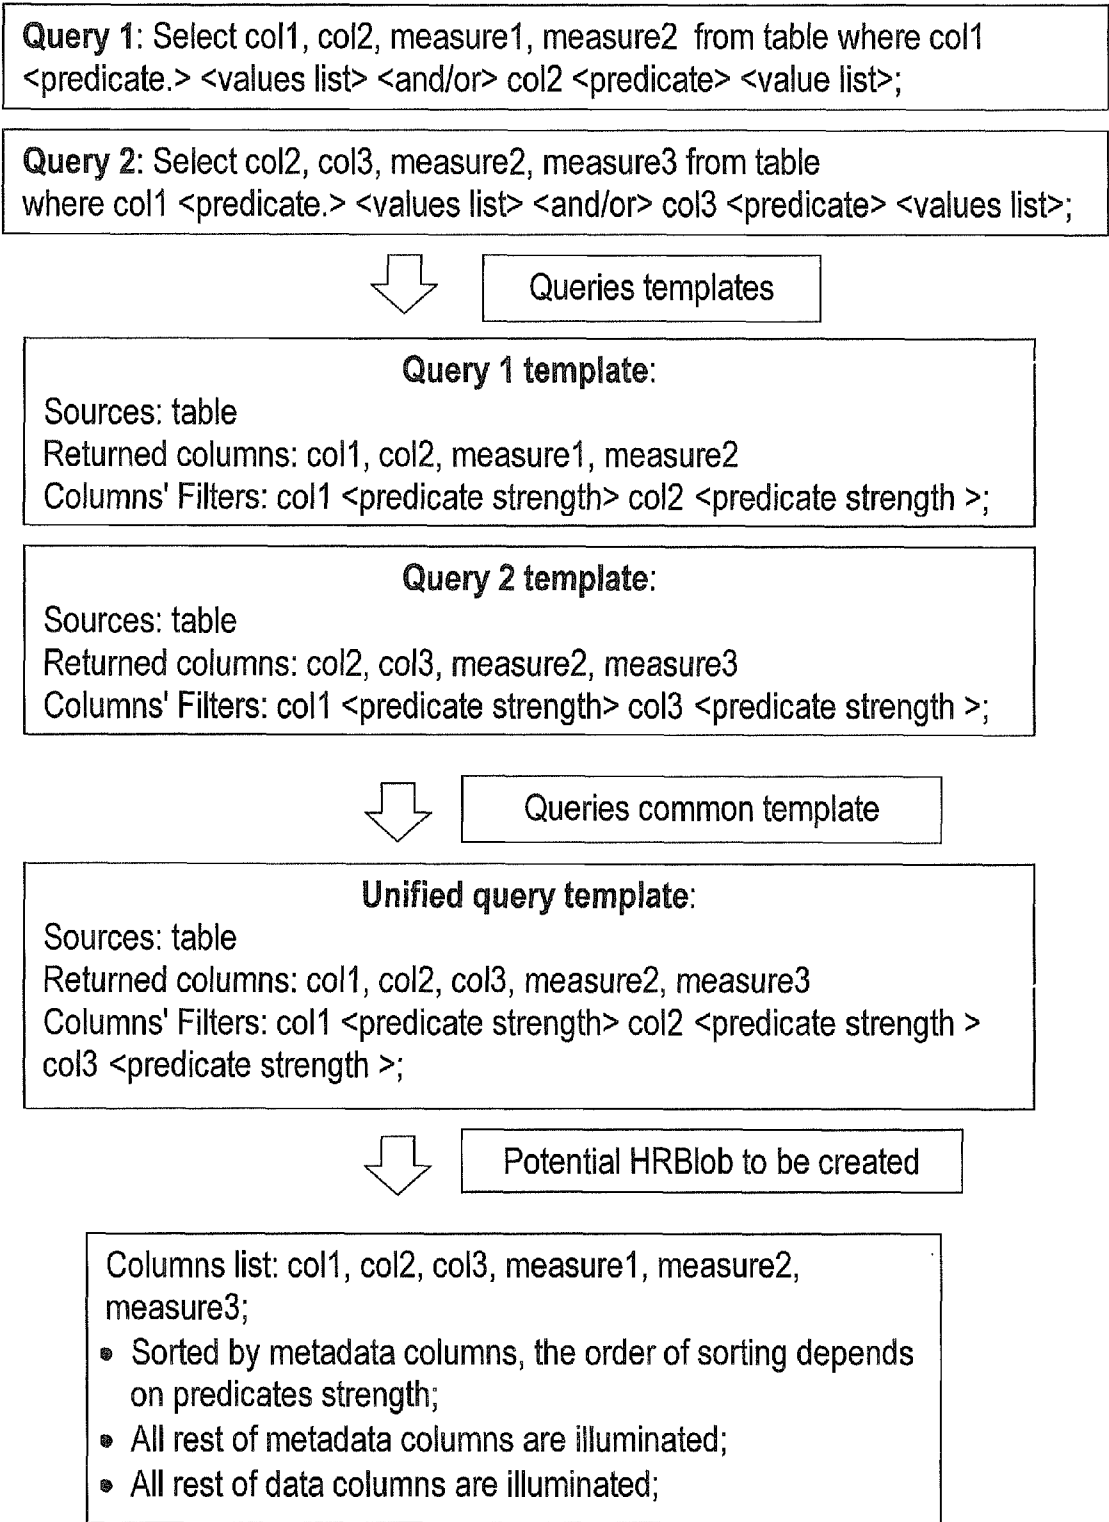 Query 1: Select col1, col2, measure1, measure2 from table where col1
<predicate.> <values list> <and/or> col2 <predicate> <value list>;
Query 2: Select col2, col3, measure2, measure3 from table
where col1 <predicate.> <values list> <and/or> col3 <predicate> <values list>;
Queries templates
Query 1 template:
Sources: table
Returned columns: col1, col2, measure1, measure2
Columns' Filters: col1 <predicate strength> col2 <predicate strength >;
Query 2 template:
Sources: table
Returned columns: col2, col3, measure2, measure3
Columns' Filters: col1 <predicate strength> col3 <predicate strength >;
Queries common template
Unified query template:
Sources: table
Returned columns: col1, col2, col3, measure2, measure3
Columns' Filters: col1 <predicate strength> col2 <predicate strength >
col3 <predicate strength >;
Potential HRBlob to be created
Columns list: col1, col2, col3, measure1, measure2,
measure3;
• Sorted by metadata columns, the order of sorting depends
on predicates strength;
• All rest of metadata columns are illuminated;
• All rest of data columns are illuminated;